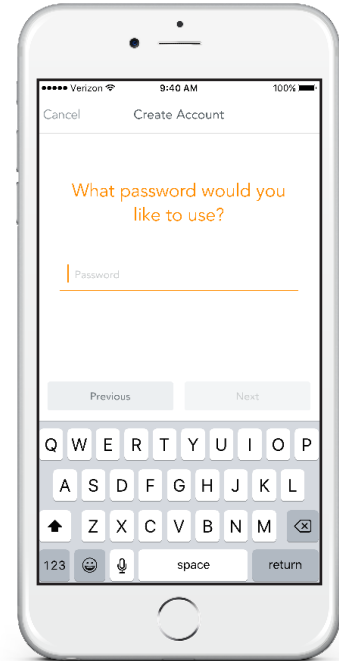 Verizon 9:40 AM 100%
Cancel Create Account
What password would you
like to use?
Password
Previous Next
Q W E R T Y U I O P
A S D F G H J K L
Z X C V B N M
123 space return